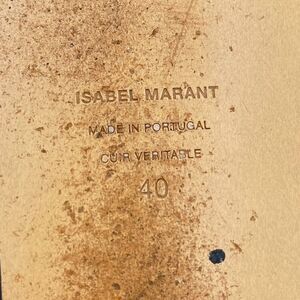 ISABEL MARANT
MADE IN PORTUGAL
CUIR VERITABLE
40